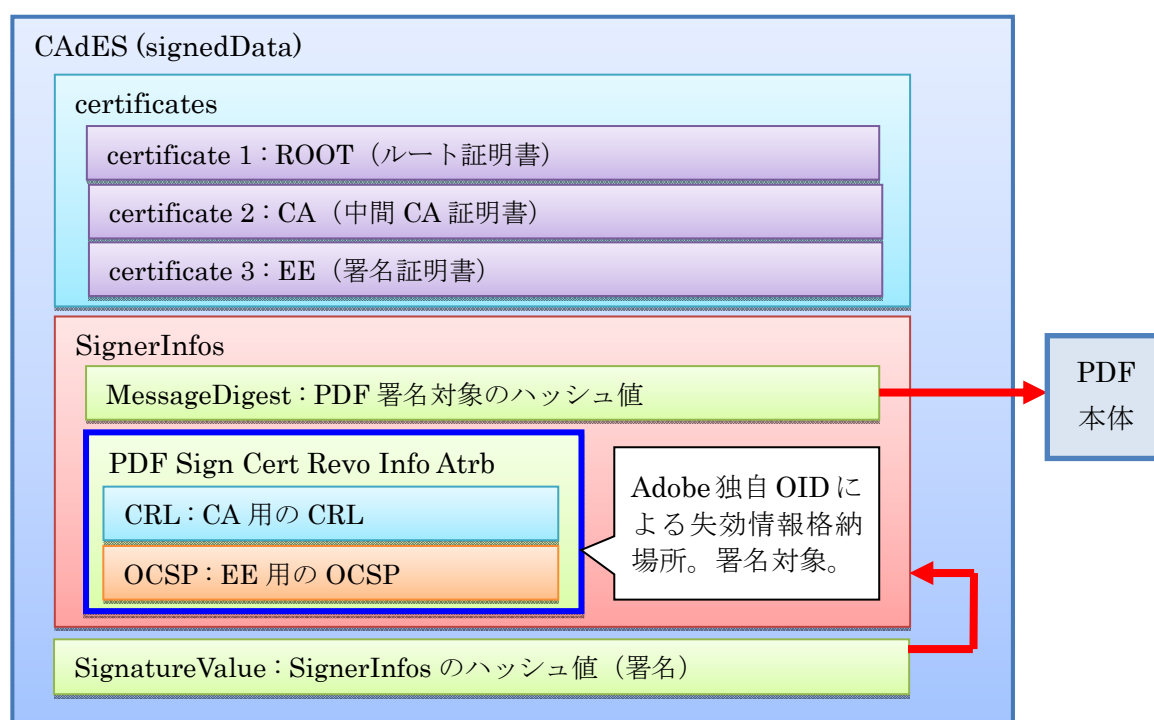 CAdES (signedData)
certificates
certificate 1：ROOT（ルート証明書）
certificate 2：CA（中間 CA 証明書）
certificate 3：EE（署名証明書）
SignerInfos
MessageDigest：PDF 署名対象のハッシュ値
PDF
本体
PDF Sign Cert Revo Info Atrb
CRL：CA 用の CRL
OCSP：EE 用の OCSP
Adobe 独自 OID に
よる失効情報格納
場所。署名対象。
SignatureValue：SignerInfos のハッシュ値（署名）